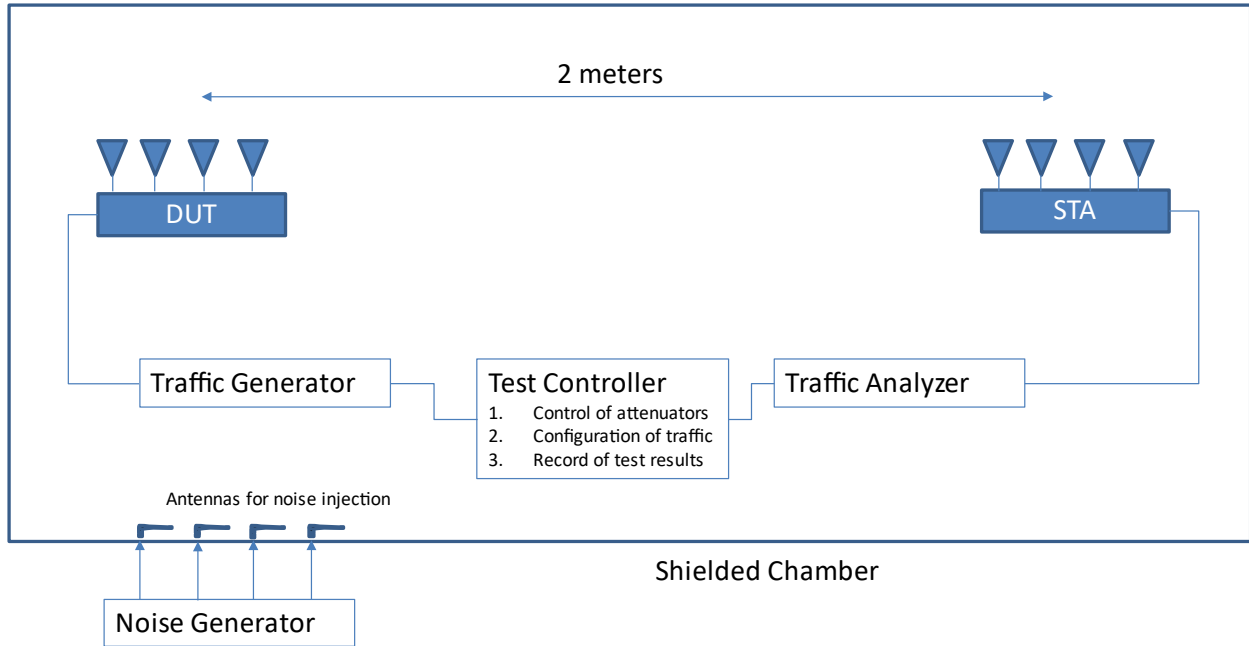 2 meters
DUT
STA
Traffic Generator
Test Controller
1. Control of attenuators
2. Configuration of traffic
3. Record of test results
Traffic Analyzer
Antennas for noise injection
Shielded Chamber
Noise Generator